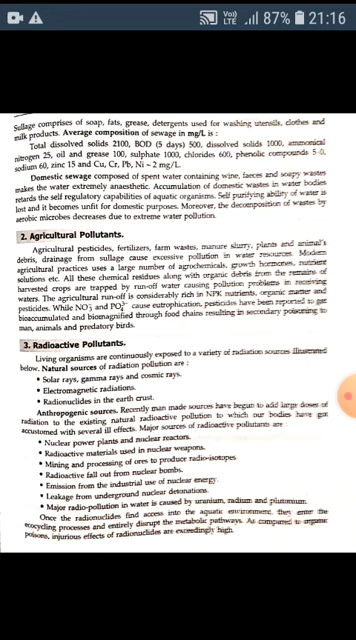 Vo)
LTE
87%
21:16
Sullage comprises of soap, fats, grease, detergents used for washing utensils, clothes and
milk products. Average composition of sewage in mg/L is :
Total dissolved solids 2100, BOD (5 days) 500, dissolved solids 1000, ammonical
nitrogen 25, oil and grease 100, sulphate 1000, chlorides 600, phenolic compounds 5·0,
sodium 60, zinc 15 and Cu, Cr, Pb, Ni ~ 2 mg/L.
Domestic sewage composed of spent water containing wine, faeces and soapy wastes
makes the water extremely anaesthetic. Accumulation of domestic wastes in water bodies
retards the self regulatory capabilities of aquatic organisms. Self purifying ability of water is
lost and it becomes unfit for domestic purposes. Moreover, the decomposition of wastes by
aerobic microbes decreases due to extreme water pollution.
2. Agricultural Pollutants.
Agricultural pesticides, fertilizers, farm wastes, manure slurry, plants and animal's
debris, drainage from sullage cause excessive pollution in water resources. Modern
agricultural practices uses a large number of agrochemicals, growth hormones, nutrient
solutions etc. All these chemical residues along with organic debris from the remains of
harvested crops are trapped by run-off water causing pollution problems in receiving
waters. The agricultural run-off is considerably rich in NPK nutrients, organic matter and
pesticides. While NO₃⁻ and PO₄³⁻ cause eutrophication, pesticides have been reported to get
bioaccumulated and biomagnified through food chains resulting in secondary poisoning to
man, animals and predatory birds.
3. Radioactive Pollutants.
Living organisms are continuously exposed to a variety of radiation sources illustrated
below. Natural sources of radiation pollution are :
• Solar rays, gamma rays and cosmic rays.
• Electromagnetic radiations.
• Radionuclides in the earth crust.
Anthropogenic sources. Recently man made sources have begun to add large doses of
radiation to the existing natural radioactive pollution to which our bodies have got
accustomed with several ill effects. Major sources of radioactive pollutants are :
• Nuclear power plants and nuclear reactors.
• Radioactive materials used in nuclear weapons.
• Mining and processing of ores to produce radio-isotopes.
• Radioactive fall out from nuclear bombs.
• Emission from the industrial use of nuclear energy.
• Leakage from underground nuclear detonations.
• Major radio-pollution in water is caused by uranium, radium and plutonium.
Once the radionuclides find access into the aquatic environment, they enter the
ecocycling processes and entirely disrupt the metabolic pathways. As compared to organic
poisons, injurious effects of radionuclides are exceedingly high.